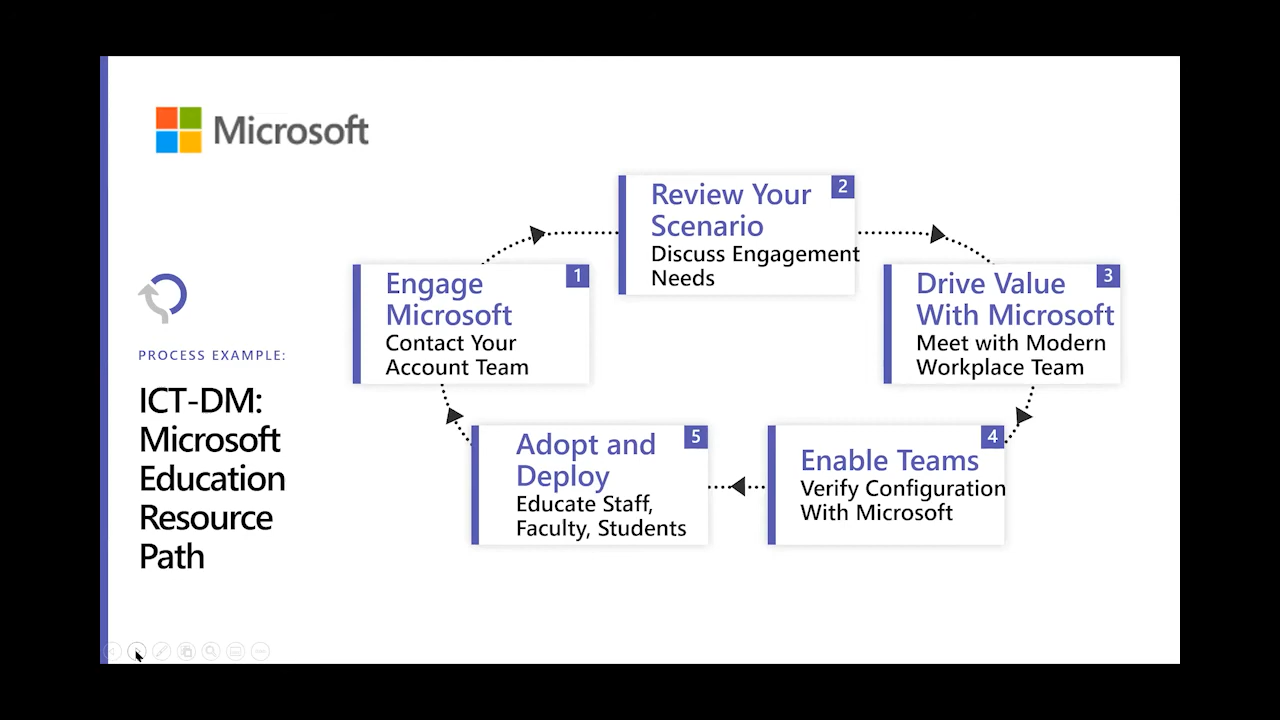 Microsoft
PROCESS EXAMPLE:
ICT-DM:
Microsoft
Education
Resource
Path
1
Engage
Microsoft
Contact Your
Account Team
2
Review Your
Scenario
Discuss Engagement
Needs
3
Drive Value
With Microsoft
Meet with Modern
Workplace Team
4
Enable Teams
Verify Configuration
With Microsoft
5
Adopt and
Deploy
Educate Staff,
Faculty, Students